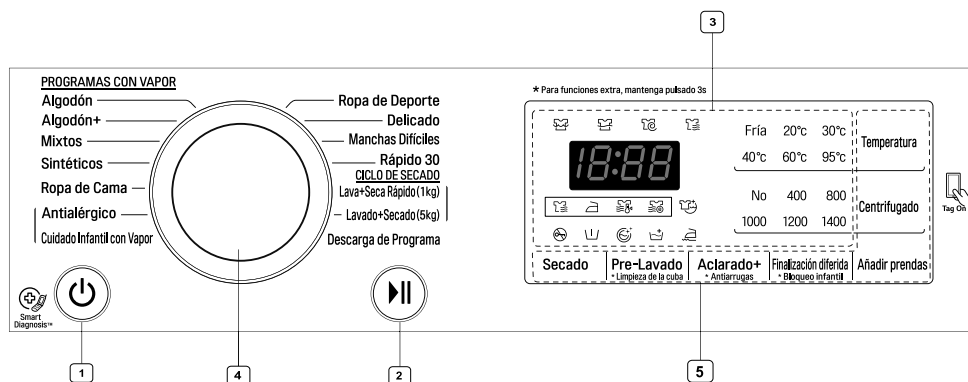 3
PROGRAMAS CON VAPOR
Algodón
Algodón+
Mixtos
Sintéticos
Ropa de Cama
Antialérgico
Cuidado Infantil con Vapor
Ropa de Deporte
Delicado
Manchas Difíciles
Rápido 30
CICLO DE SECADO
Lava+Seca Rápido(1kg)
Lavado+Secado(5kg)
Descarga de Programa
Smart
Diagnosis™
* Para funciones extra, mantenga pulsado 3s
18:88
Fría 20°c 30°c
40°c 60°c 95°c
Temperatura
No 400 800
1000 1200 1400
Centrifugado
Tag On
Secado
Pre-Lavado
* Limpieza de la cuba
Aclarado+
* Antiarrugas
Finalización diferida
* Bloqueo infantil
Añadir prendas
1
4
2
5